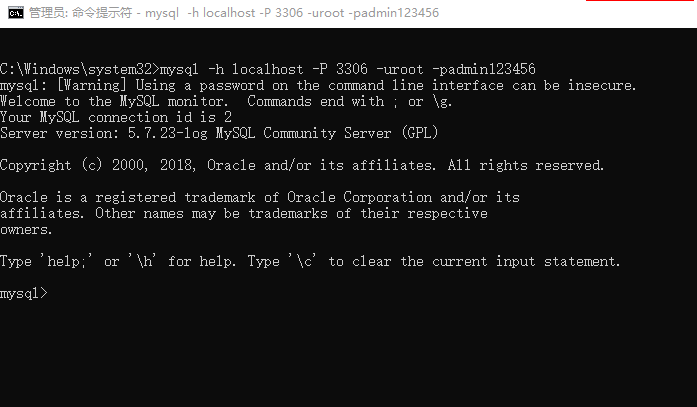 管理员: 命令提示符 - mysql -h localhost -P 3306 -uroot -padmin123456
C:\Windows\system32>mysql -h localhost -P 3306 -uroot -padmin123456
mysql: [Warning] Using a password on the command line interface can be insecure.
Welcome to the MySQL monitor.  Commands end with ; or \g.
Your MySQL connection id is 2
Server version: 5.7.23-log MySQL Community Server (GPL)
Copyright (c) 2000, 2018, Oracle and/or its affiliates. All rights reserved.
Oracle is a registered trademark of Oracle Corporation and/or its
affiliates. Other names may be trademarks of their respective
owners.
Type 'help;' or '\h' for help. Type '\c' to clear the current input statement.
mysql>